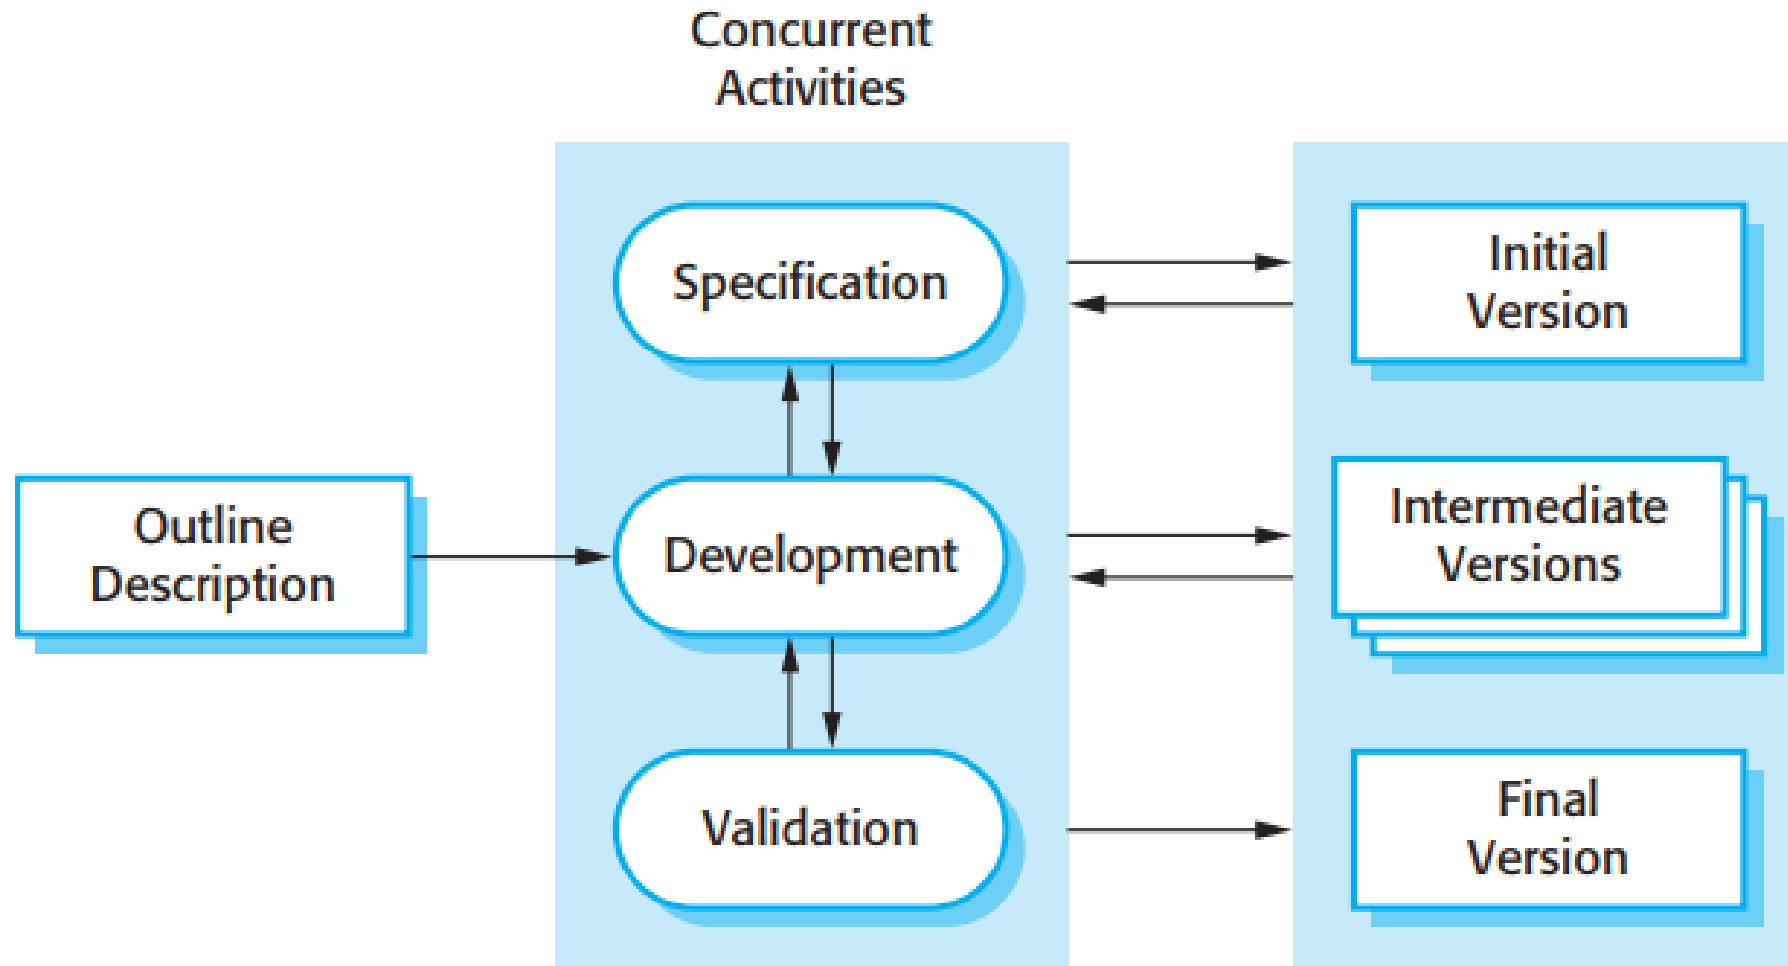 Concurrent
Activities
Specification
Initial
Version
Outline
Description
Development
Intermediate
Versions
Validation
Final
Version